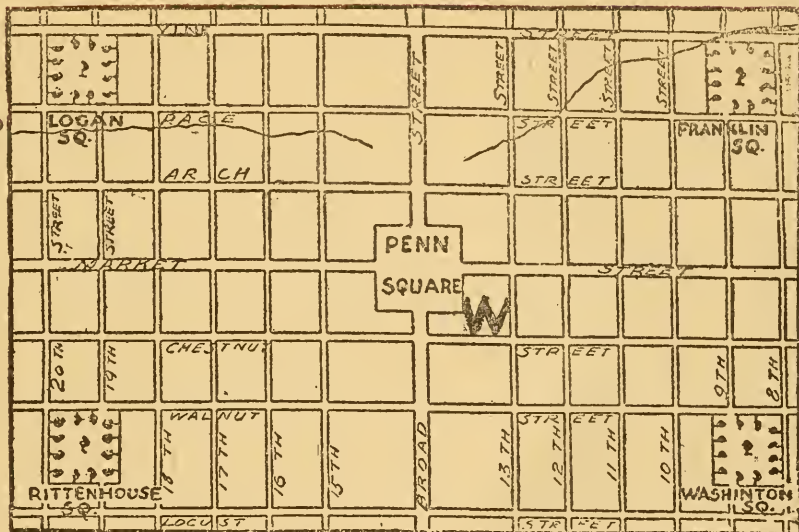 VINE STREET
STREET
STREET
STREET
STREET
STREET
LOGAN SQ.
RACE STREET
FRANKLIN SQ.
ARCH STREET
STREET
STREET
PENN SQUARE
MARKET STREET
W
CHESTNUT STREET
20TH
19TH
9TH
8TH
WALNUT STREET
18TH
17TH
16TH
15TH
BROAD
13TH
12TH
11TH
10TH
RITTENHOUSE SQ.
WASHINTON SQ.
LOCUST STREET